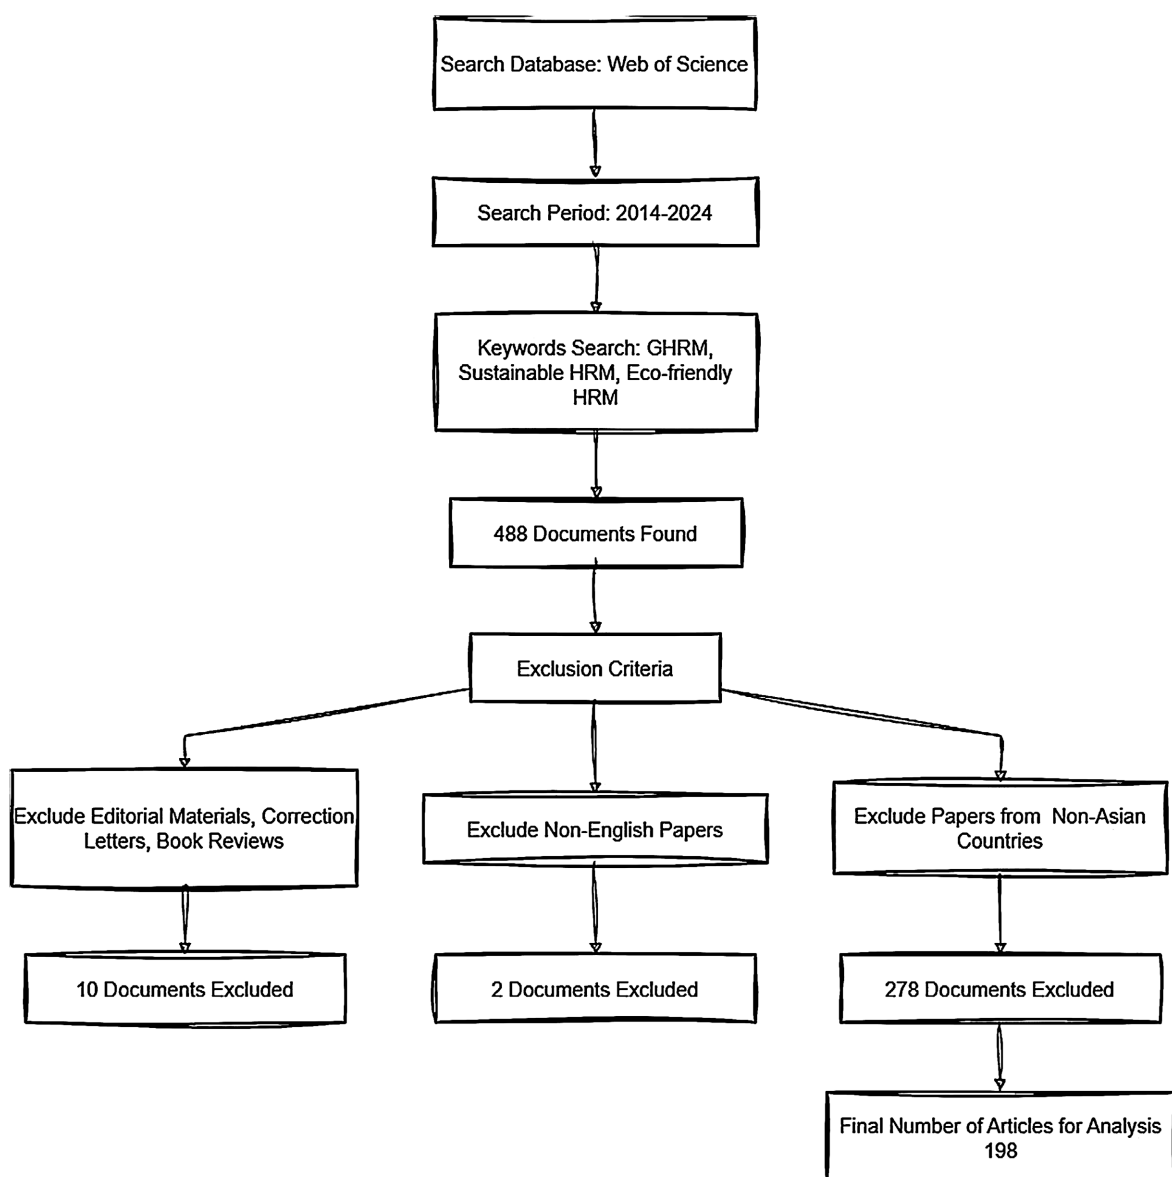 Search Database: Web of Science
Search Period: 2014-2024
Keywords Search: GHRM,
Sustainable HRM, Eco-friendly
HRM
488 Documents Found
Exclusion Criteria
Exclude Editorial Materials, Correction
Letters, Book Reviews
Exclude Non-English Papers
Exclude Papers from Non-Asian
Countries
10 Documents Excluded
2 Documents Excluded
278 Documents Excluded
Final Number of Articles for Analysis
198